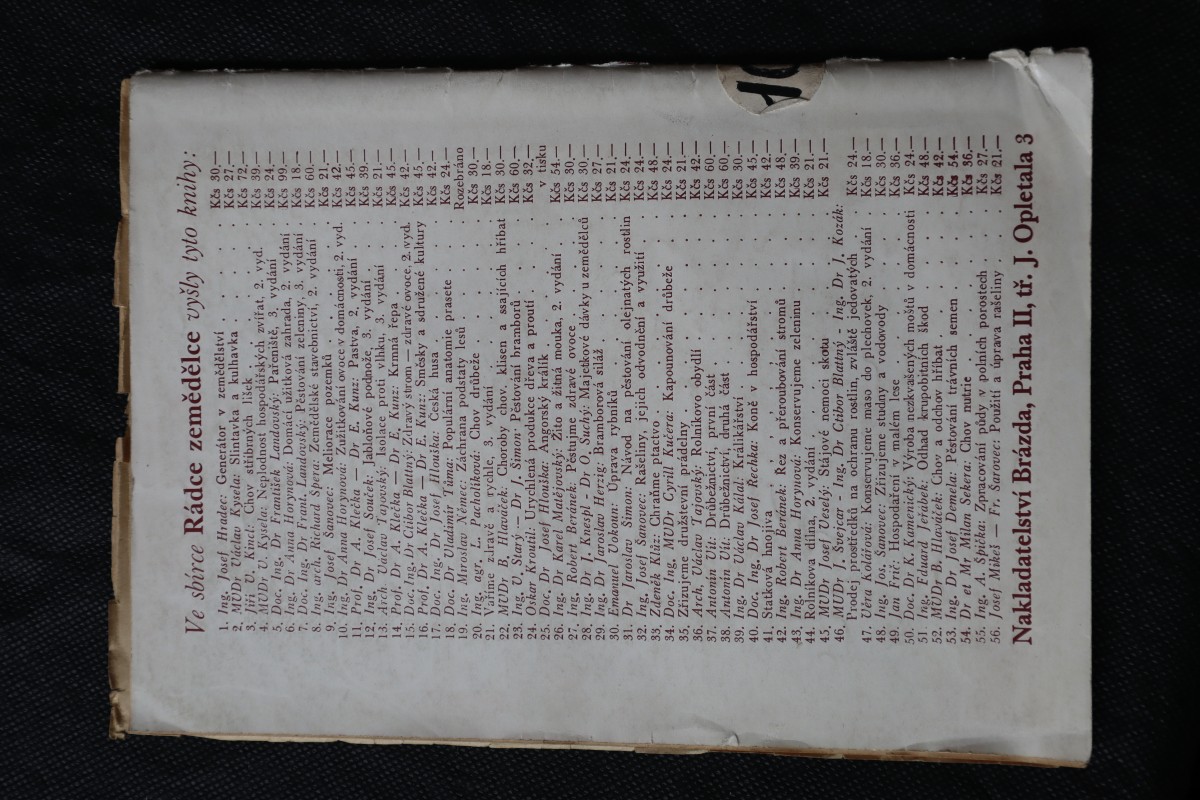 Ve sbírce Rádce zemědělce vyšly tyto knihy:
1. Ing. Josef Hradec: Generátor v zemědělství . . . Kčs 30,—
2. MUDr Václav Kysela: Slintavka a kulhavka . . . Kčs 27,—
3. Jiří V. Kincl: Chov stříbrných lišek . . . Kčs 72,—
4. MUDr V. Kysela: Neplodnost hospodářských zvířat, 2. vyd. Kčs 39,—
5. Doc. Ing. Dr František Landovský: Pařeniště, 3. vydání Kčs 24.—
6. Ing. Dr Anna Horynová: Domácí užitková zahrada, 2. vydání Kčs 99.—
7. Doc. Ing. Dr Frant. Landovský: Pěstování zeleniny, 3. vydání Kčs 18.—
8. Ing. arch. Richard Špera: Zemědělské stavebnictví, 2. vydání Kčs 60.—
9. Ing. Josef Šanovec: Meliorace pozemků . . . Kčs 21,—
10. Ing. Dr Anna Horynová: Zužitkování ovoce v domácnosti, 2. vyd. Kčs 42.—
11. Prof. Dr A. Klečka — Dr E. Kunz: Pastva, 2. vydání . Kčs 45,—
12. Ing. Dr Josef Souček: Jabloňové podnože, 3. vydání . Kčs 39,—
13. Arch. Václav Tajovský: Isolace proti vlhku, 3. vydání . Kčs 21.—
14. Prof. Dr A. Klečka — Dr E. Kunz: Krmná řepa . . Kčs 45.—
15. Doc. Ing. Dr Ctibor Blattný: Zdravý strom — zdravé ovoce, 2. vyd. Kčs 42.—
16. Prof. Dr A. Klečka - Dr E. Kunz: Směsky a sdružené kultury Kčs 45,—
17. Doc. Ing. Dr Josef Hlouška: Česká husa . . . Kčs 42.—
18. Doc. Dr Vladimír Tůma: Populární anatomie prasete . Kčs 24.—
19. Ing. Miroslav Němec: Záchrana podstaty lesů . . Rozebráno
20. Ing. agr. L. Pacholíková: Chov drůbeže . . . Kčs 30,—
21. Vaříme zdravě a rychle, 3. vydání . . . Kčs 18.—
22. MUDr B. Hlaváček: Choroby chov. klisen a ssajících hříbat Kčs 30.—
23. Ing. V. Starý — Dr J. Šimon: Pěstování bramborů . Kčs 60,—
24. Oskar Kroutil: Urychlená produkce dřeva a proutí . . Kčs 32,—
25. Doc. Dr Josef Hlouška: Angorský králík . . . v tisku
26. Ing. Dr Karel Matějovský: Žito a žitná mouka, 2. vydání Kčs 54.—
27. Ing. Robert Beránek: Pěstujme zdravé ovoce . . . Kčs 30,—
28. Ing. Dr J. Knespl - Dr O. Suchý: Majetkové dávky u zemědělců Kčs 30,—
29. Ing. Dr Jaroslav Herzig: Bramborová siláž . . . Kčs 27,—
30. Emanuel Vokoun: Úprava rybníků . . . Kčs 21,—
31. Dr Jaroslav Šimon: Návod na pěstování olejnatých rostlin Kčs 24,—
32. Ing. Josef Šanovec: Rašeliny, jejich odvodnění a využití . Kčs 24.—
33. Zdeněk Klůz: Chraňme ptactvo . . . Kčs 48.—
34. Doc. Ing. MUDr Cyrill Kučera: Kapounování drůbeže . Kčs 24.—
35. Zřizujeme družstevní prádelny . . . Kčs 21.—
36. Arch. Václav Tajovský: Rolníkovo obydlí . . . Kčs 42.—
37. Antonín Vít: Drůbežnictví, první část . . . Kčs 60,—
38. Antonín Vít: Drůbežnictví, druhá část . . . Kčs 60,—
39. Ing. Dr Václav Kálal: Králíkářství . . . Kčs 30.—
40. Doc. Ing. Dr Josef Řechka: Koně v hospodářství . . Kčs 45,—
41. Statková hnojiva . . . Kčs 42.—
42. Ing. Robert Beránek: Řez a přeroubování stromů . . Kčs 48,—
43. Ing. Dr Anna Horynová: Konservujeme zeleninu . . Kčs 39,—
44. Rolníkova dílna, 2. vydání . . . Kčs 21.—
45. MUDr Josef Veselý: Stájové nemoci skotu . . . Kčs 21,—
46. MUDr J. Švejcar - Ing. Dr Ctibor Blattný - Ing. Dr J. Kozák:
Prodej prostředků na ochranu rostlin, zvláště jedovatých . Kčs 24.—
47. Věra Kolářová: Konservujeme maso do plechovek, 2. vydání Kčs 18.—
48. Ing. Jos. Šanovec: Zřizujeme studny a vodovody . . Kčs 30,—
49. Jan Frič: Hospodaření v malém lese . . . Kčs 36,—
50. Doc. Dr K. Kamenický: Výroba nezkvašených moštů v domácnosti Kčs 24.—
51. Ing. Eduard Jeřábek: Odhad krupobitních škod . . Kčs 48,—
52. MUDr B. Hlaváček: Chov a odchov hříbat . . . Kčs 42.—
53. Ing. Dr Josef Demela: Pěstování trávních semen . . Kčs 54.—
54. Dr et Mr Milan Sekera: Chov nutrie . . . Kčs 36,—
55. Ing. A. Špička: Zpracování půdy v polních porostech . Kčs 27,—
56. Josef Mikeš — Fr. Šarovec: Použití a úprava rašeliny . Kčs 21,—
Nakladatelství Brázda, Praha II, tř. J. Opletala 3